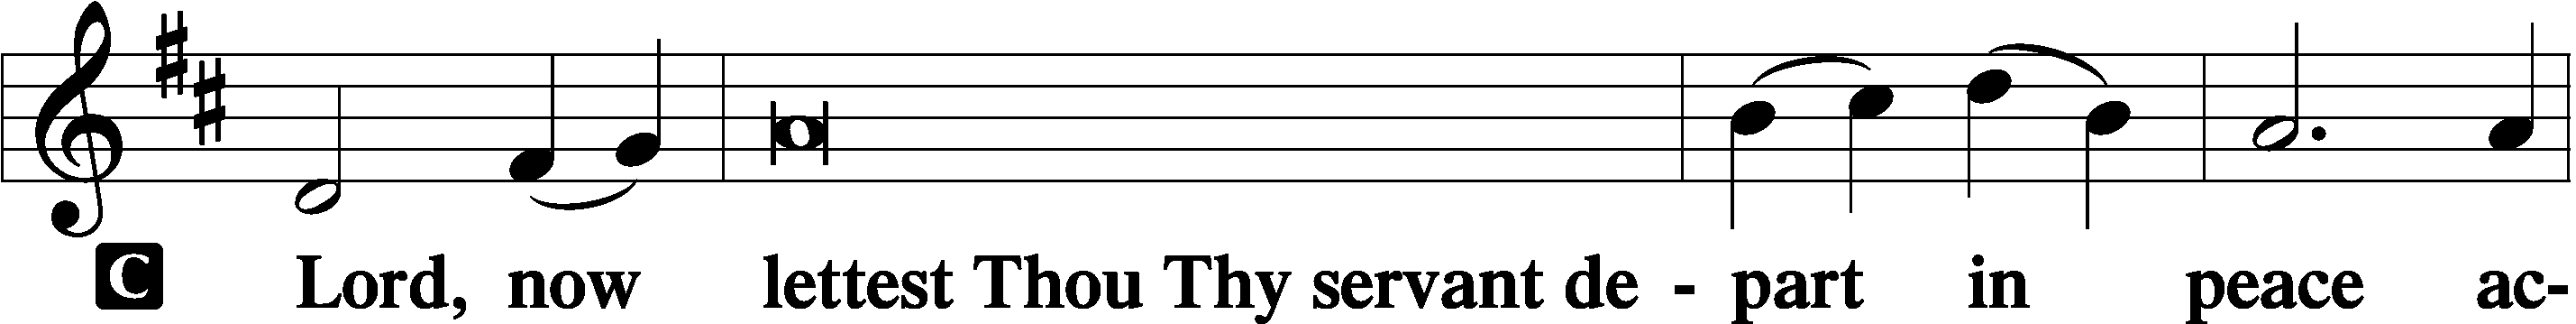 C Lord, now lettest Thou Thy servant de - part in peace ac-